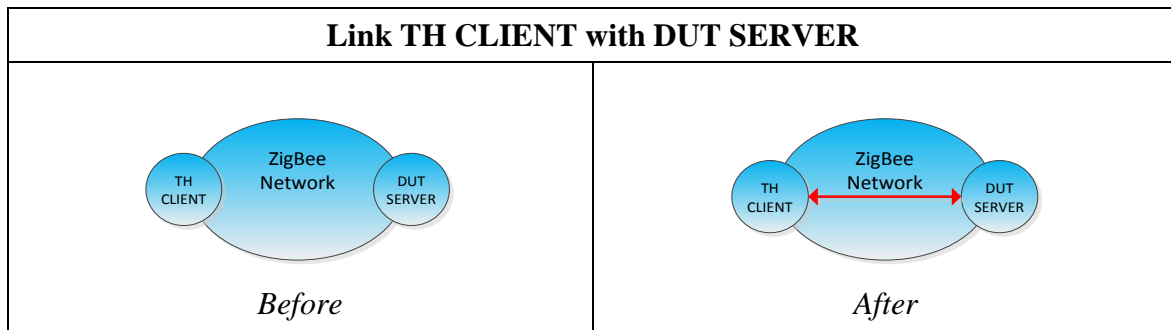 Link TH CLIENT with DUT SERVER
ZigBee
Network
TH
CLIENT
DUT
SERVER
Before
ZigBee
Network
TH
CLIENT
DUT
SERVER
After